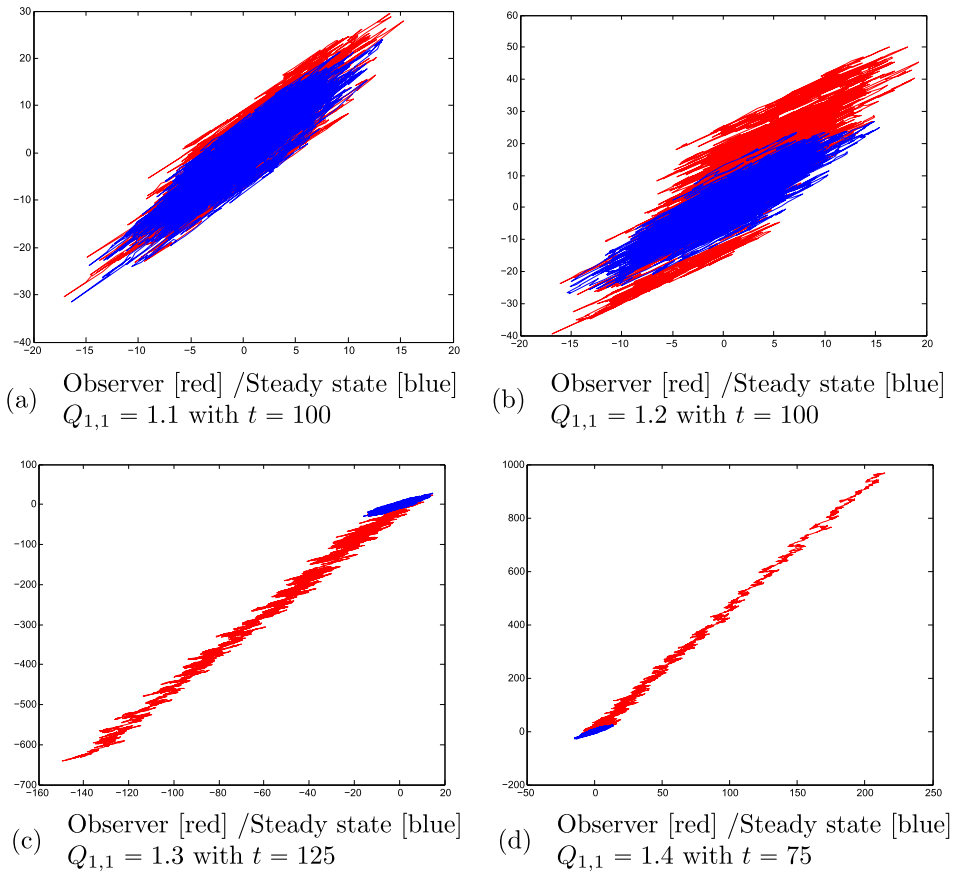 30
20
10
0
−10
−20
−30
−40
−20 −15 −10 −5 0 5 10 15 20
60
50
40
30
20
10
0
−10
−20
−30
−40
−20 −15 −10 −5 0 5 10 15 20
(a) Observer [red] /Steady state [blue]
Q1,1 = 1.1 with t = 100
(b) Observer [red] /Steady state [blue]
Q1,1 = 1.2 with t = 100
100
0
−100
−200
−300
−400
−500
−600
−700
−160 −140 −120 −100 −80 −60 −40 −20 0 20
1000
800
600
400
200
0
−200
−50 0 50 100 150 200 250
(c) Observer [red] /Steady state [blue]
Q1,1 = 1.3 with t = 125
(d) Observer [red] /Steady state [blue]
Q1,1 = 1.4 with t = 75